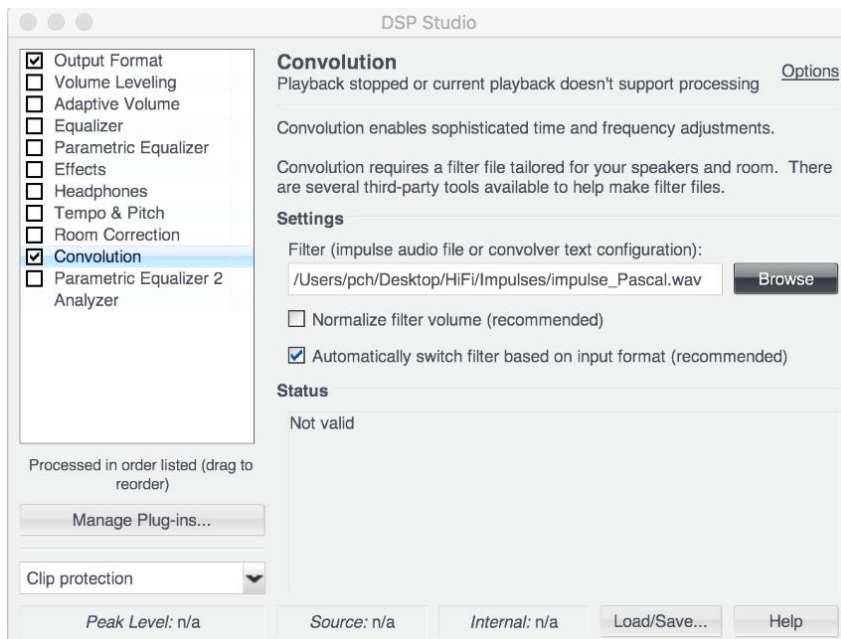 DSP Studio
Output Format
Volume Leveling
Adaptive Volume
Equalizer
Parametric Equalizer
Effects
Headphones
Tempo & Pitch
Room Correction
Convolution
Parametric Equalizer 2
Analyzer
Processed in order listed (drag to
reorder)
Manage Plug-ins...
Clip protection
Convolution
Playback stopped or current playback doesn't support processing
Options
Convolution enables sophisticated time and frequency adjustments.
Convolution requires a filter file tailored for your speakers and room.  There
are several third-party tools available to help make filter files.
Settings
Filter (impulse audio file or convolver text configuration):
/Users/pch/Desktop/HiFi/Impulses/impulse_Pascal.wav
Browse
Normalize filter volume (recommended)
Automatically switch filter based on input format (recommended)
Status
Not valid
Peak Level: n/a
Source: n/a
Internal: n/a
Load/Save...
Help